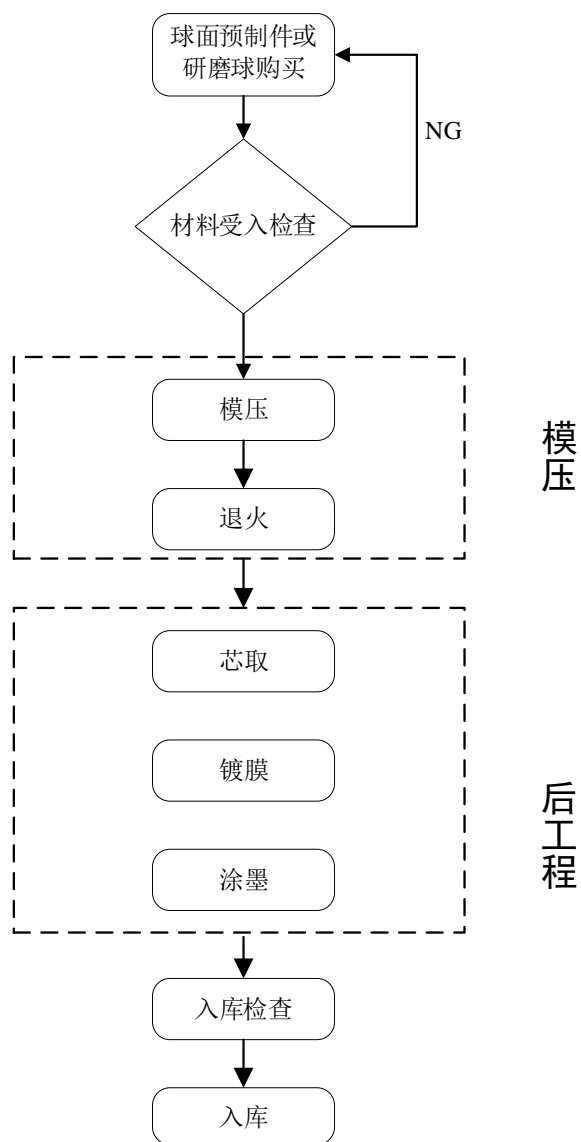 球面预制件或
研磨球购买
NG
材料受入检查
模压
模压
退火
芯取
镀膜
后工程
涂墨
入库检查
入库